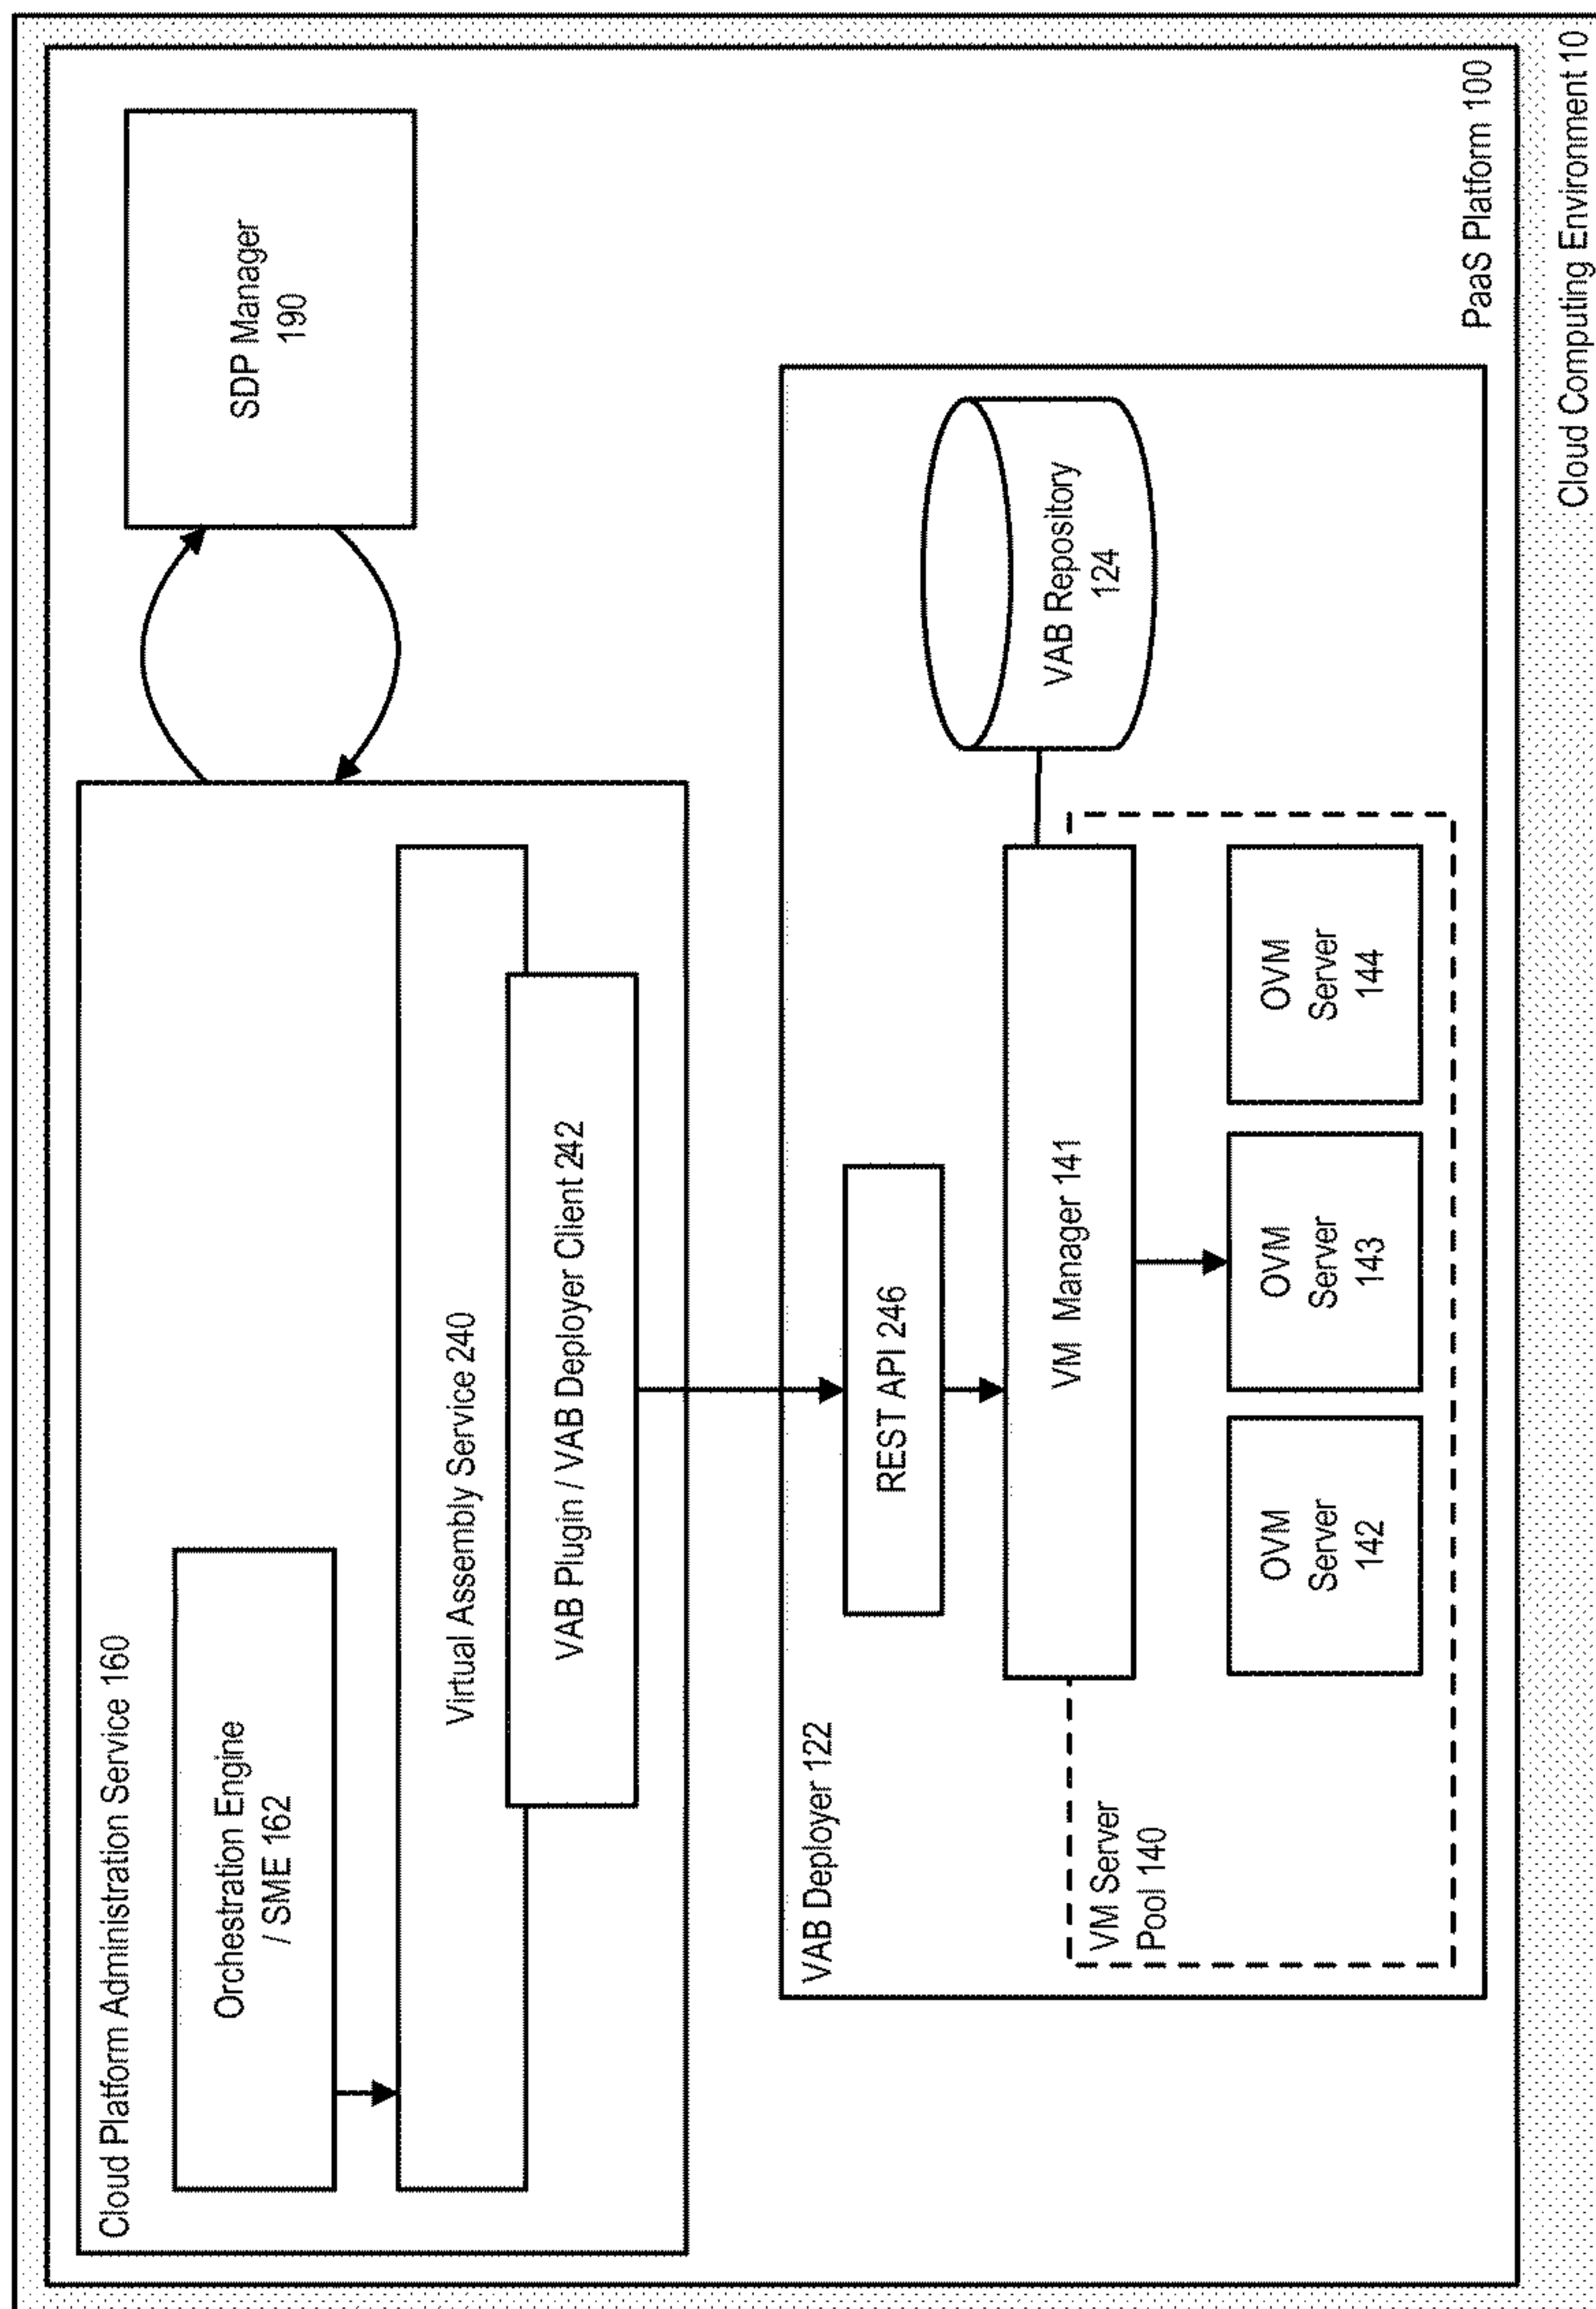 Cloud Platform Administration Service 160
Orchestration Engine
/ SME 162
SDP Manager
190
Virtual Assembly Service 240
VAB Plugin / VAB Deployer Client 242
VAB Deployer 122
REST API 246
VM Manager 141
VAB Repository
124
VM Server
Pool 140
OVM
Server
142
OVM
Server
143
OVM
Server
144
PaaS Platform 100
Cloud Computing Environment 10